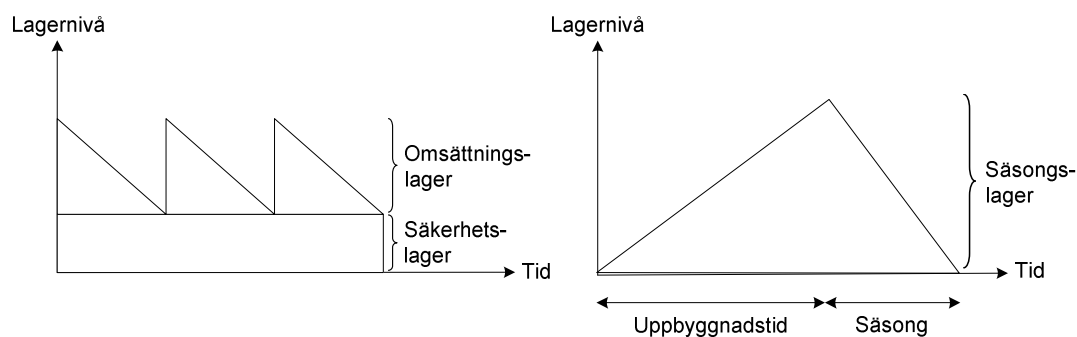 Lagernivå
Omsättnings-
lager
Säkerhets-
lager
Tid
Lagernivå
Säsongs-
lager
Tid
Uppbyggnadstid
Säsong